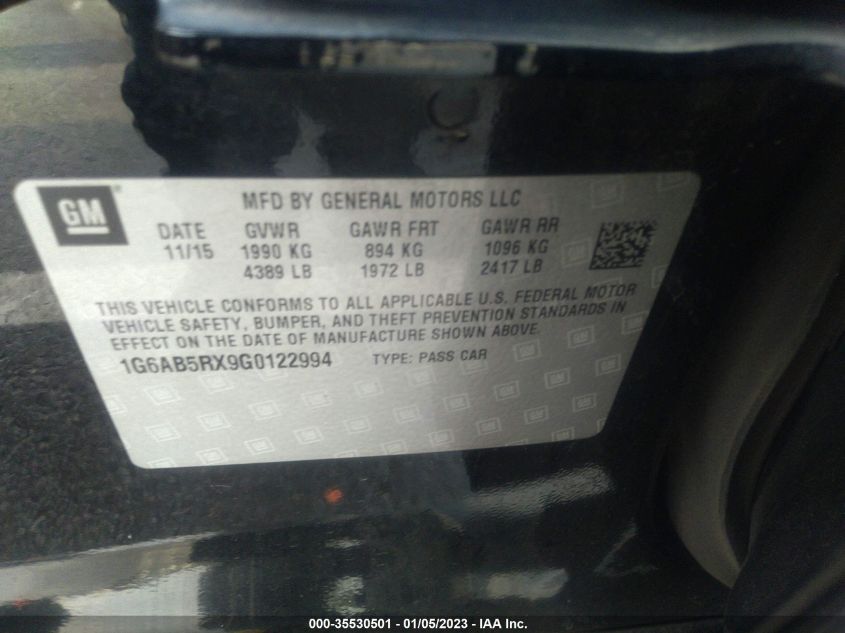 GM
MFD BY GENERAL MOTORS LLC
DATE GVWR GAWR FRT GAWR RR
11/15 1990 KG 894 KG 1096 KG
4389 LB 1972 LB 2417 LB
THIS VEHICLE CONFORMS TO ALL APPLICABLE U.S. FEDERAL MOTOR
VEHICLE SAFETY, BUMPER, AND THEFT PREVENTION STANDARDS IN
EFFECT ON THE DATE OF MANUFACTURE SHOWN ABOVE.
1G6AB5RX9G0122994 TYPE: PASS CAR
000-35530501 - 01/05/2023 - IAA Inc.